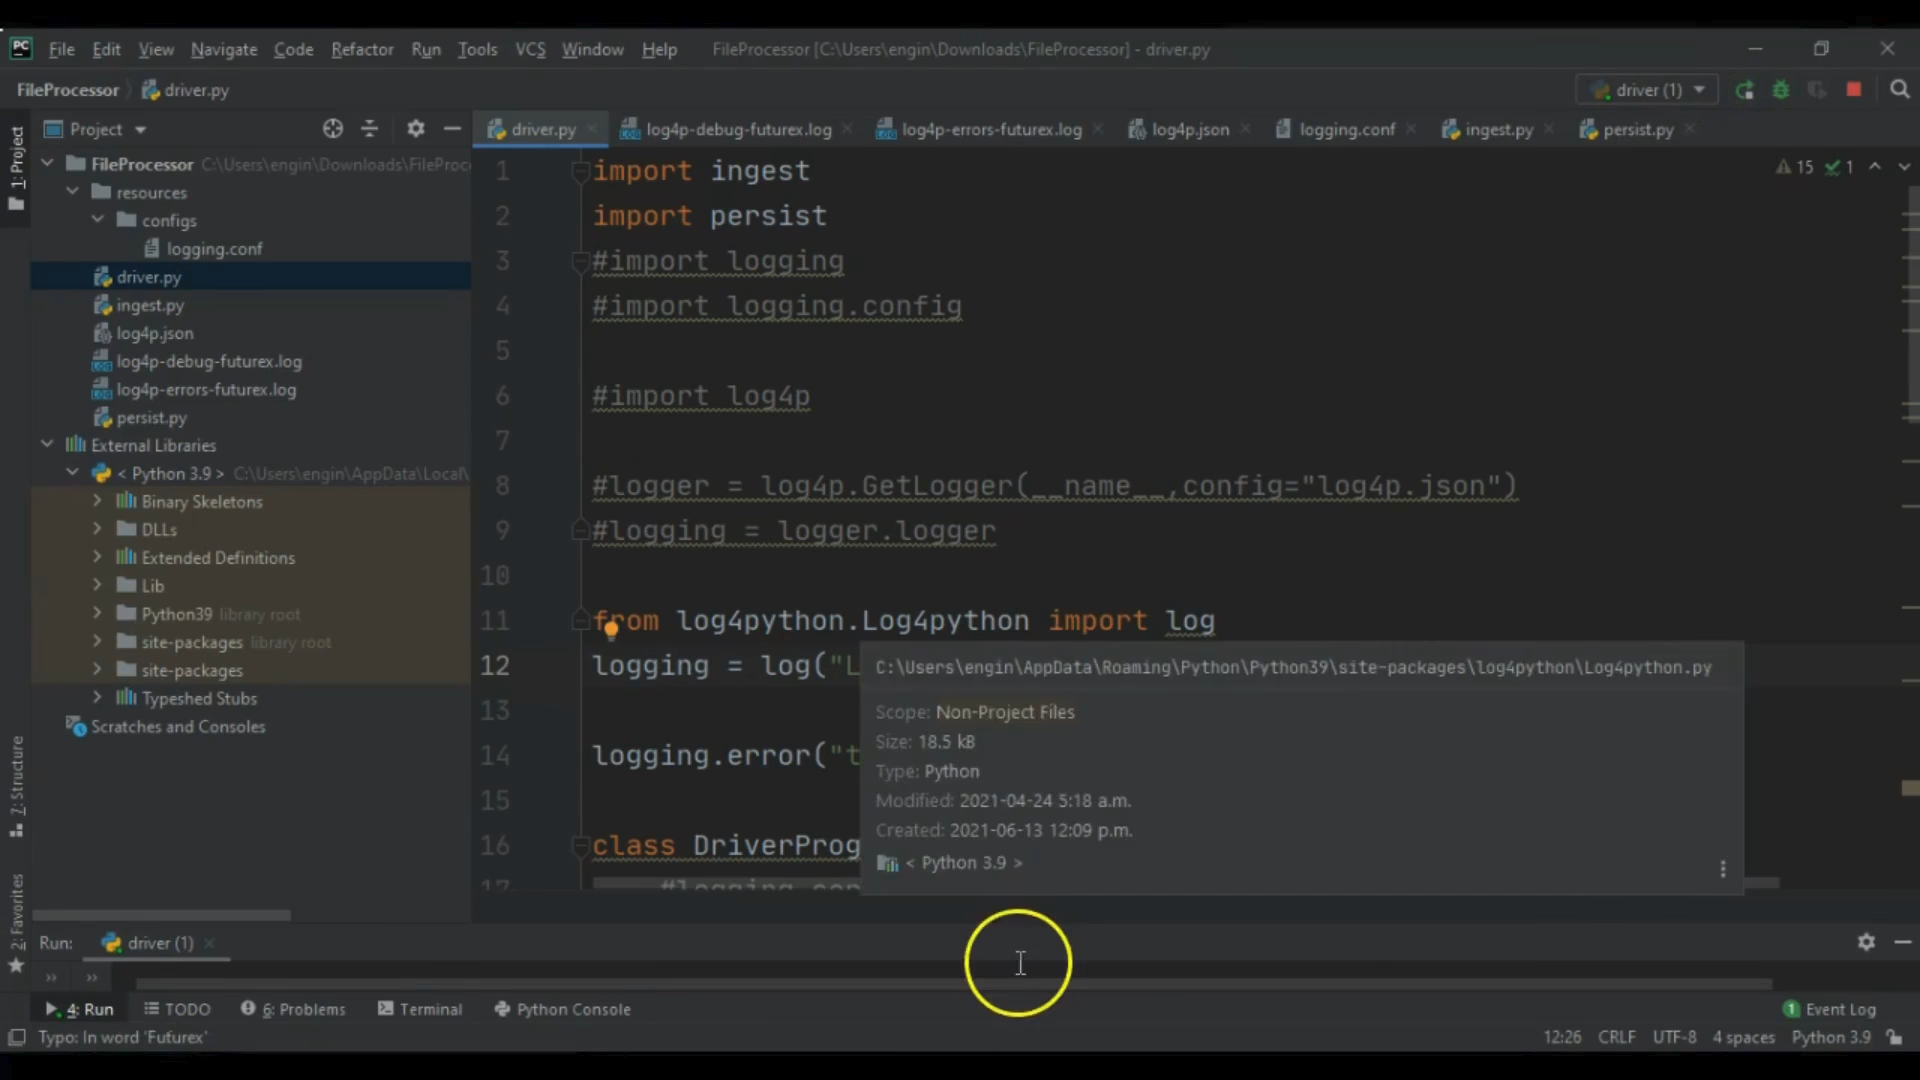 PC File Edit View Navigate Code Refactor Run Tools VCS Window Help FileProcessor [C:\Users\engin\Downloads\FileProcessor] - driver.py
FileProcessor driver.py driver (1)
Project
driver.py log4p-debug-futurex.log log4p-errors-futurex.log log4p.json logging.conf ingest.py persist.py
1: Project
7: Structure
2: Favorites
FileProcessor C:\Users\engin\Downloads\FileProc
resources
configs
logging.conf
driver.py
ingest.py
log4p.json
log4p-debug-futurex.log
log4p-errors-futurex.log
persist.py
External Libraries
< Python 3.9 > C:\Users\engin\AppData\Local\
Binary Skeletons
DLLs
Extended Definitions
Lib
Python39 library root
site-packages library root
site-packages
Typeshed Stubs
Scratches and Consoles
15 1
1 import ingest
2 import persist
3 #import logging
4 #import logging.config
5
6 #import log4p
7
8 #logger = log4p.GetLogger(__name__,config="log4p.json")
9 #logging = logger.logger
10
11 from log4python.Log4python import log
12 logging = log("L
13
14 logging.error("t
15
16 class DriverProg
17 #logging.con
C:\Users\engin\AppData\Roaming\Python\Python39\site-packages\log4python\Log4python.py
Scope: Non-Project Files
Size: 18.5 kB
Type: Python
Modified: 2021-04-24 5:18 a.m.
Created: 2021-06-13 12:09 p.m.
< Python 3.9 >
Run: driver (1)
4: Run TODO 6: Problems Terminal Python Console 1 Event Log
Typo: In word 'Futurex' 12:26 CRLF UTF-8 4 spaces Python 3.9